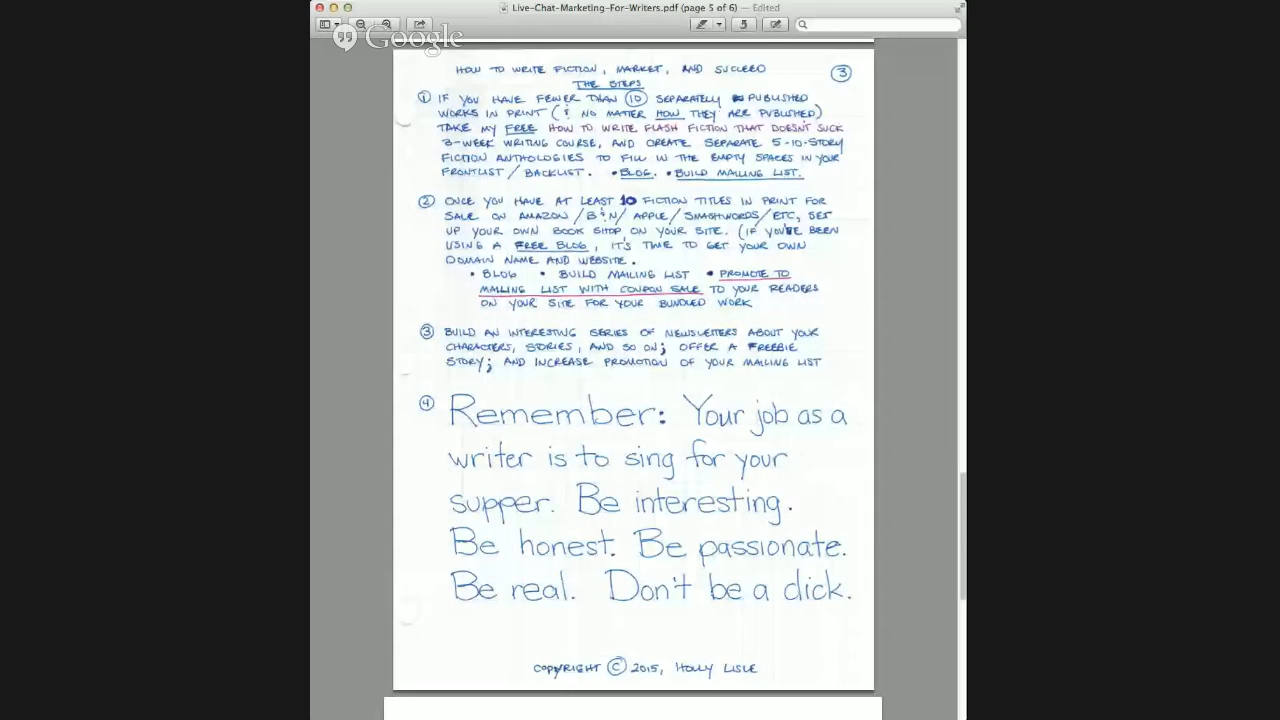 Live-Chat-Marketing-For-Writers.pdf (page 5 of 6) — Edited
Google
HOW TO WRITE FICTION, MARKET, AND SUCCEED
3
THE STEPS
① IF YOU HAVE FEWER THAN 10 SEPARATELY PUBLISHED
WORKS IN PRINT (& NO MATTER HOW THEY ARE PUBLISHED)
TAKE MY FREE HOW TO WRITE FLASH FICTION THAT DOESN'T SUCK
3-WEEK WRITING COURSE, AND CREATE SEPARATE 5-10-STORY
FICTION ANTHOLOGIES TO FILL IN THE EMPTY SPACES IN YOUR
FRONTLIST/BACKLIST. • BLOG. • BUILD MAILING LIST.
② ONCE YOU HAVE AT LEAST 10 FICTION TITLES IN PRINT FOR
SALE ON AMAZON/B&N/APPLE/SMASHWORDS/ETC, SET
UP YOUR OWN BOOK SHOP ON YOUR SITE. (IF YOU'VE BEEN
USING A FREE BLOG, IT'S TIME TO GET YOUR OWN
DOMAIN NAME AND WEBSITE.
• BLOG • BUILD MAILING LIST • PROMOTE TO
MAILING LIST WITH COUPON SALE TO YOUR READERS
ON YOUR SITE FOR YOUR BUNDLED WORK
③ BUILD AN INTERESTING SERIES OF NEWSLETTERS ABOUT YOUR
CHARACTERS, STORIES, AND SO ON; OFFER A FREEBIE
STORY; AND INCREASE PROMOTION OF YOUR MAILING LIST
④ Remember: Your job as a
writer is to sing for your
supper. Be interesting.
Be honest. Be passionate.
Be real. Don't be a dick.
COPYRIGHT © 2015, HOLLY LISLE